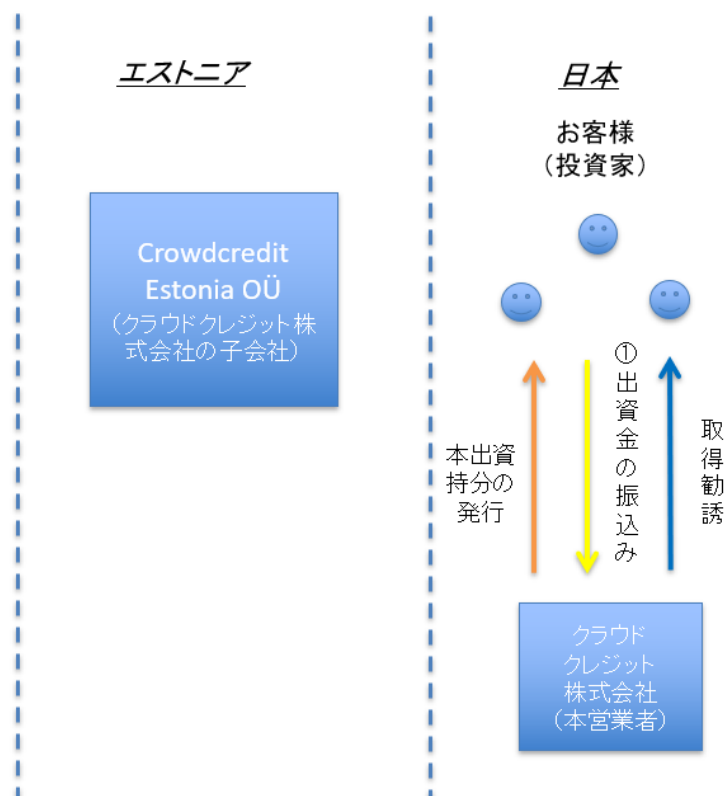 エストニア
Crowdcredit
Estonia OÜ
（クラウドクレジット株
式会社の子会社）
日本
お客様
（投資家）
本出資
持分の
発行
①出資金の振込み
取得勧誘
クラウド
クレジット
株式会社
（本営業者）